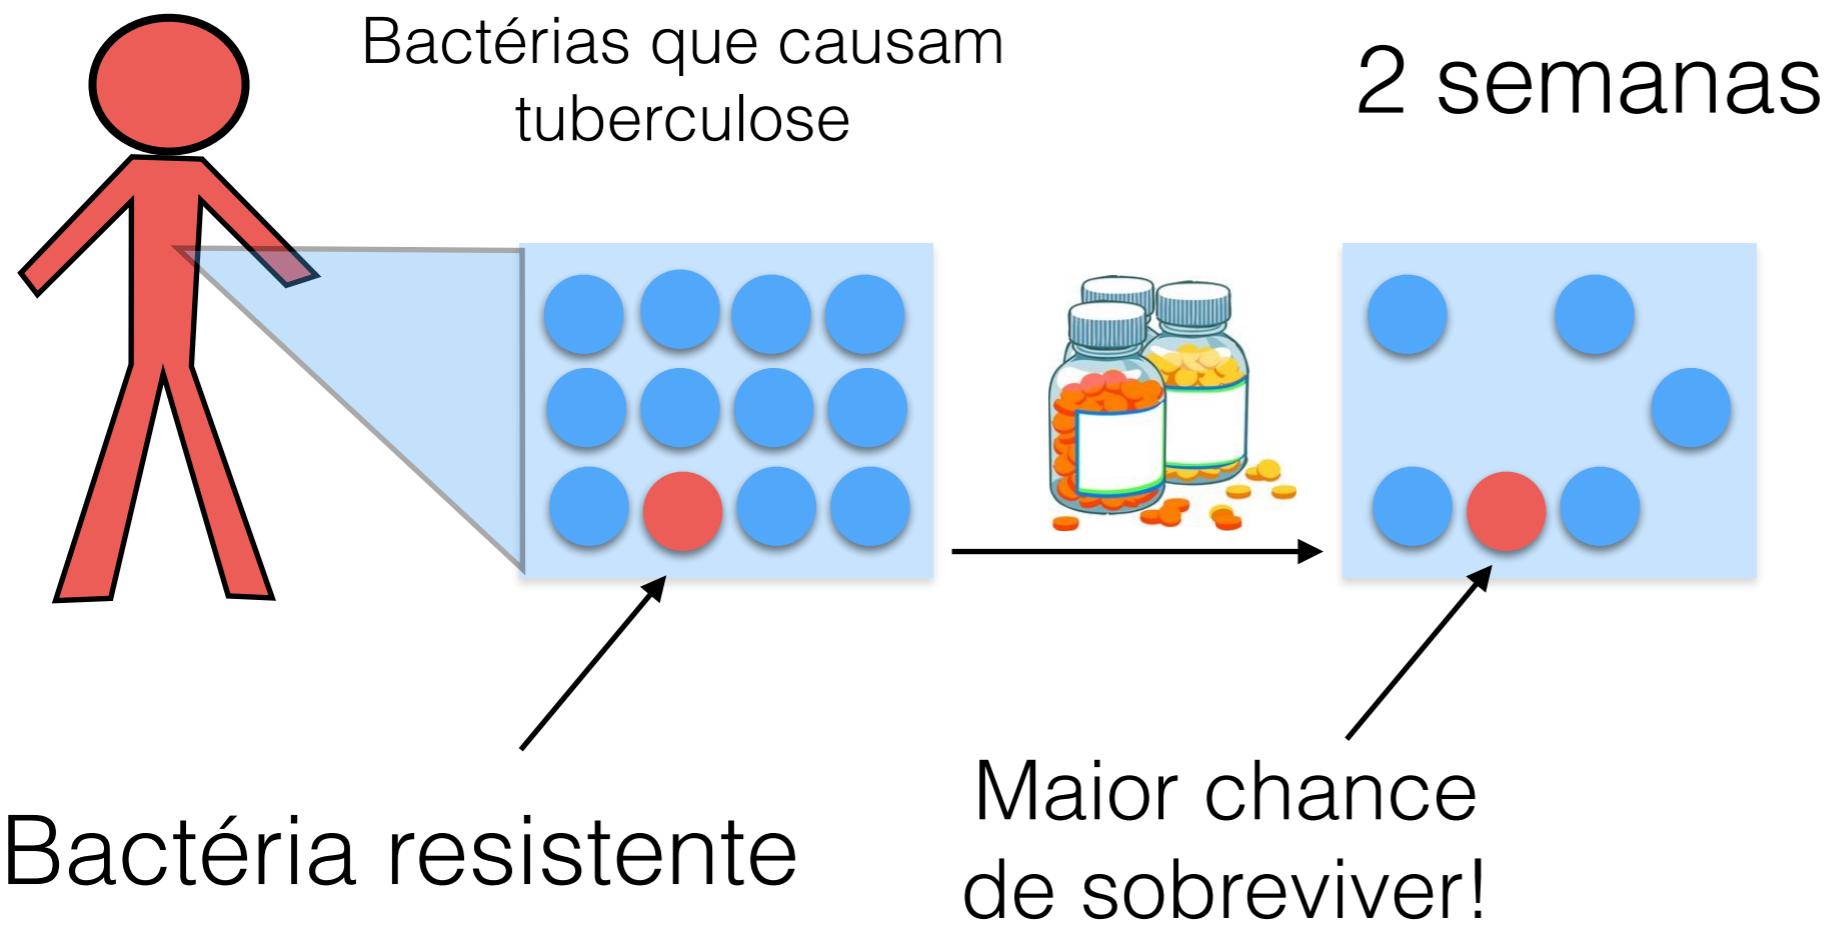 Bactérias que causam
tuberculose
2 semanas
Bactéria resistente
Maior chance
de sobreviver!